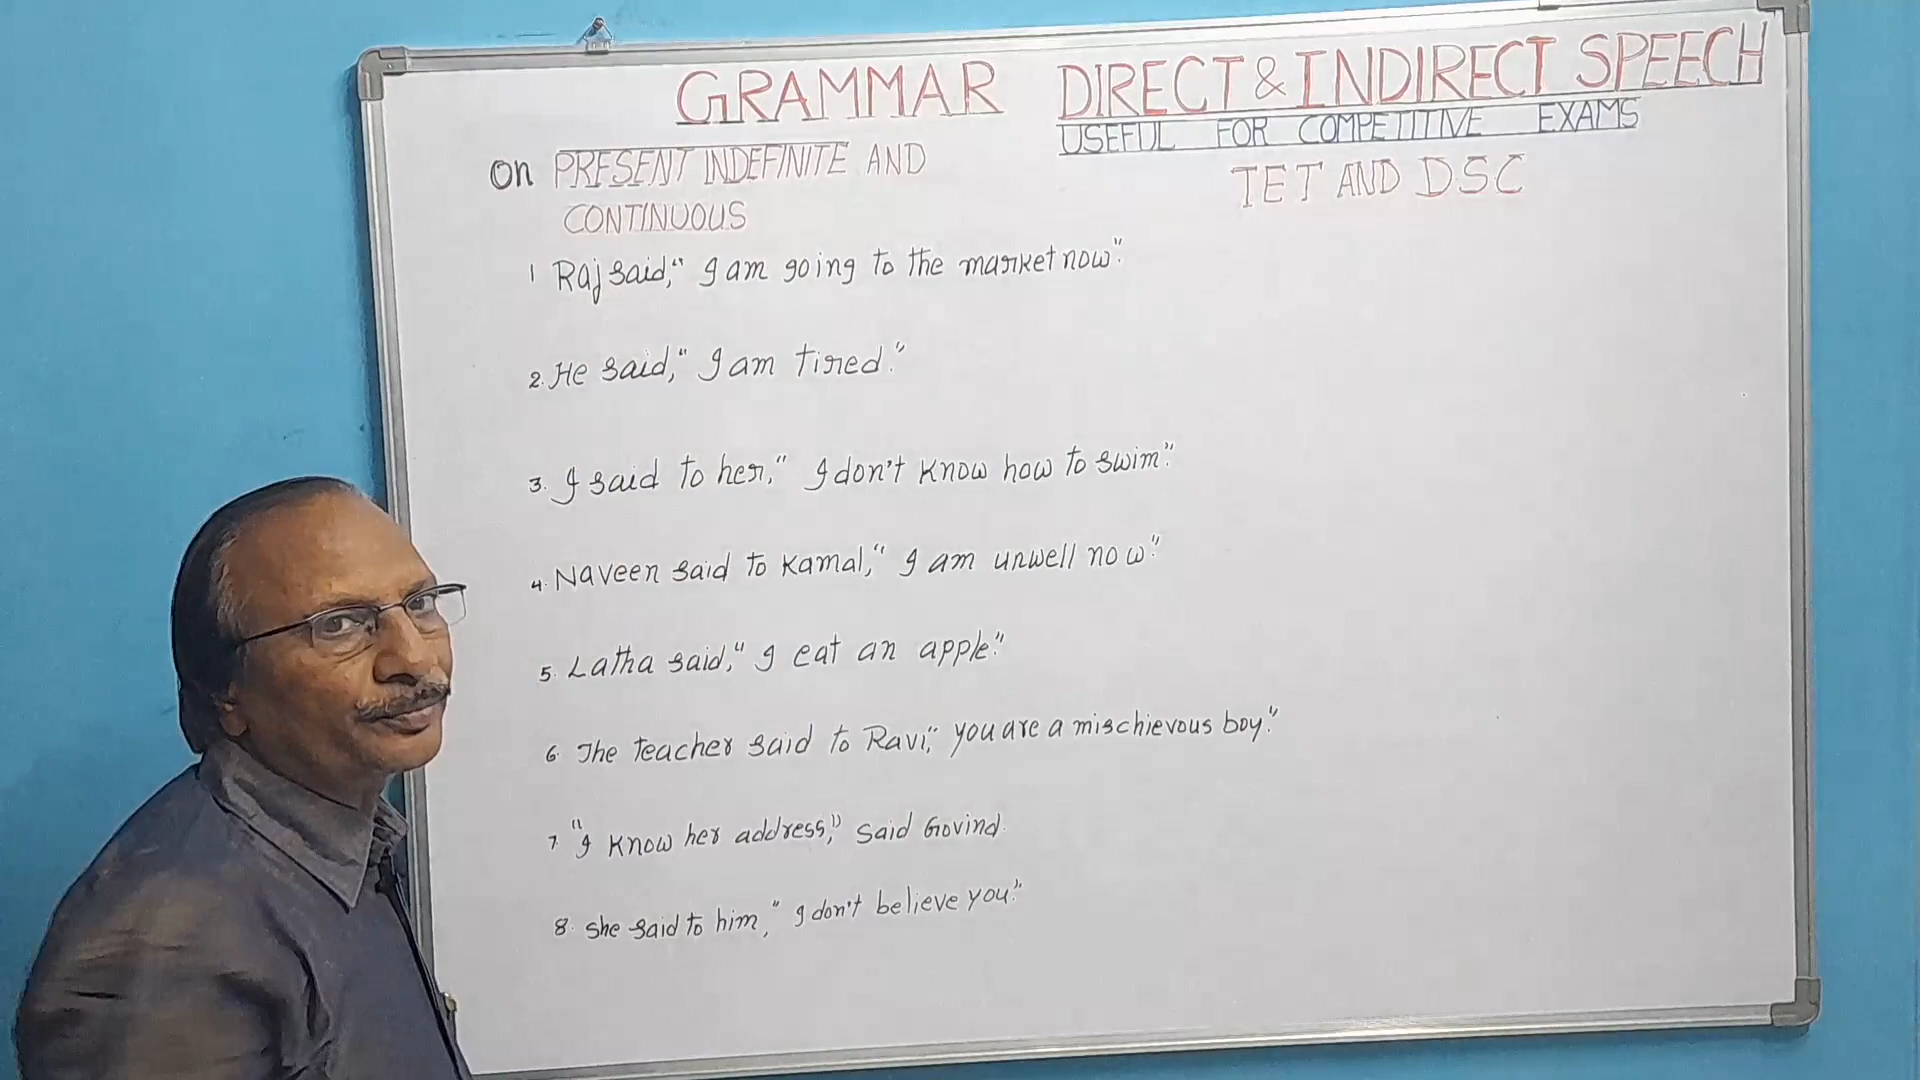 GRAMMAR DIRECT & INDIRECT SPEECH
USEFUL FOR COMPETITIVE EXAMS
On PRESENT INDEFINITE AND
TET AND DSC
CONTINUOUS
1 Raj said," I am going to the market now".
2. He said," I am tired."
3. I said to her," I don't know how to swim".
4. Naveen said to Kamal," I am unwell now".
5. Latha said," I eat an apple."
6 The teacher said to Ravi," you are a mischievous boy."
7 "I know her address," said Govind.
8. She said to him," I don't believe you."